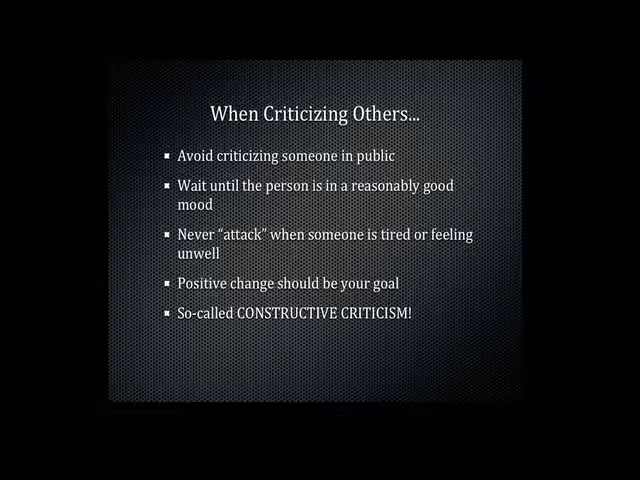 When Criticizing Others...
▪ Avoid criticizing someone in public
▪ Wait until the person is in a reasonably good
mood
▪ Never “attack” when someone is tired or feeling
unwell
▪ Positive change should be your goal
▪ So-called CONSTRUCTIVE CRITICISM!